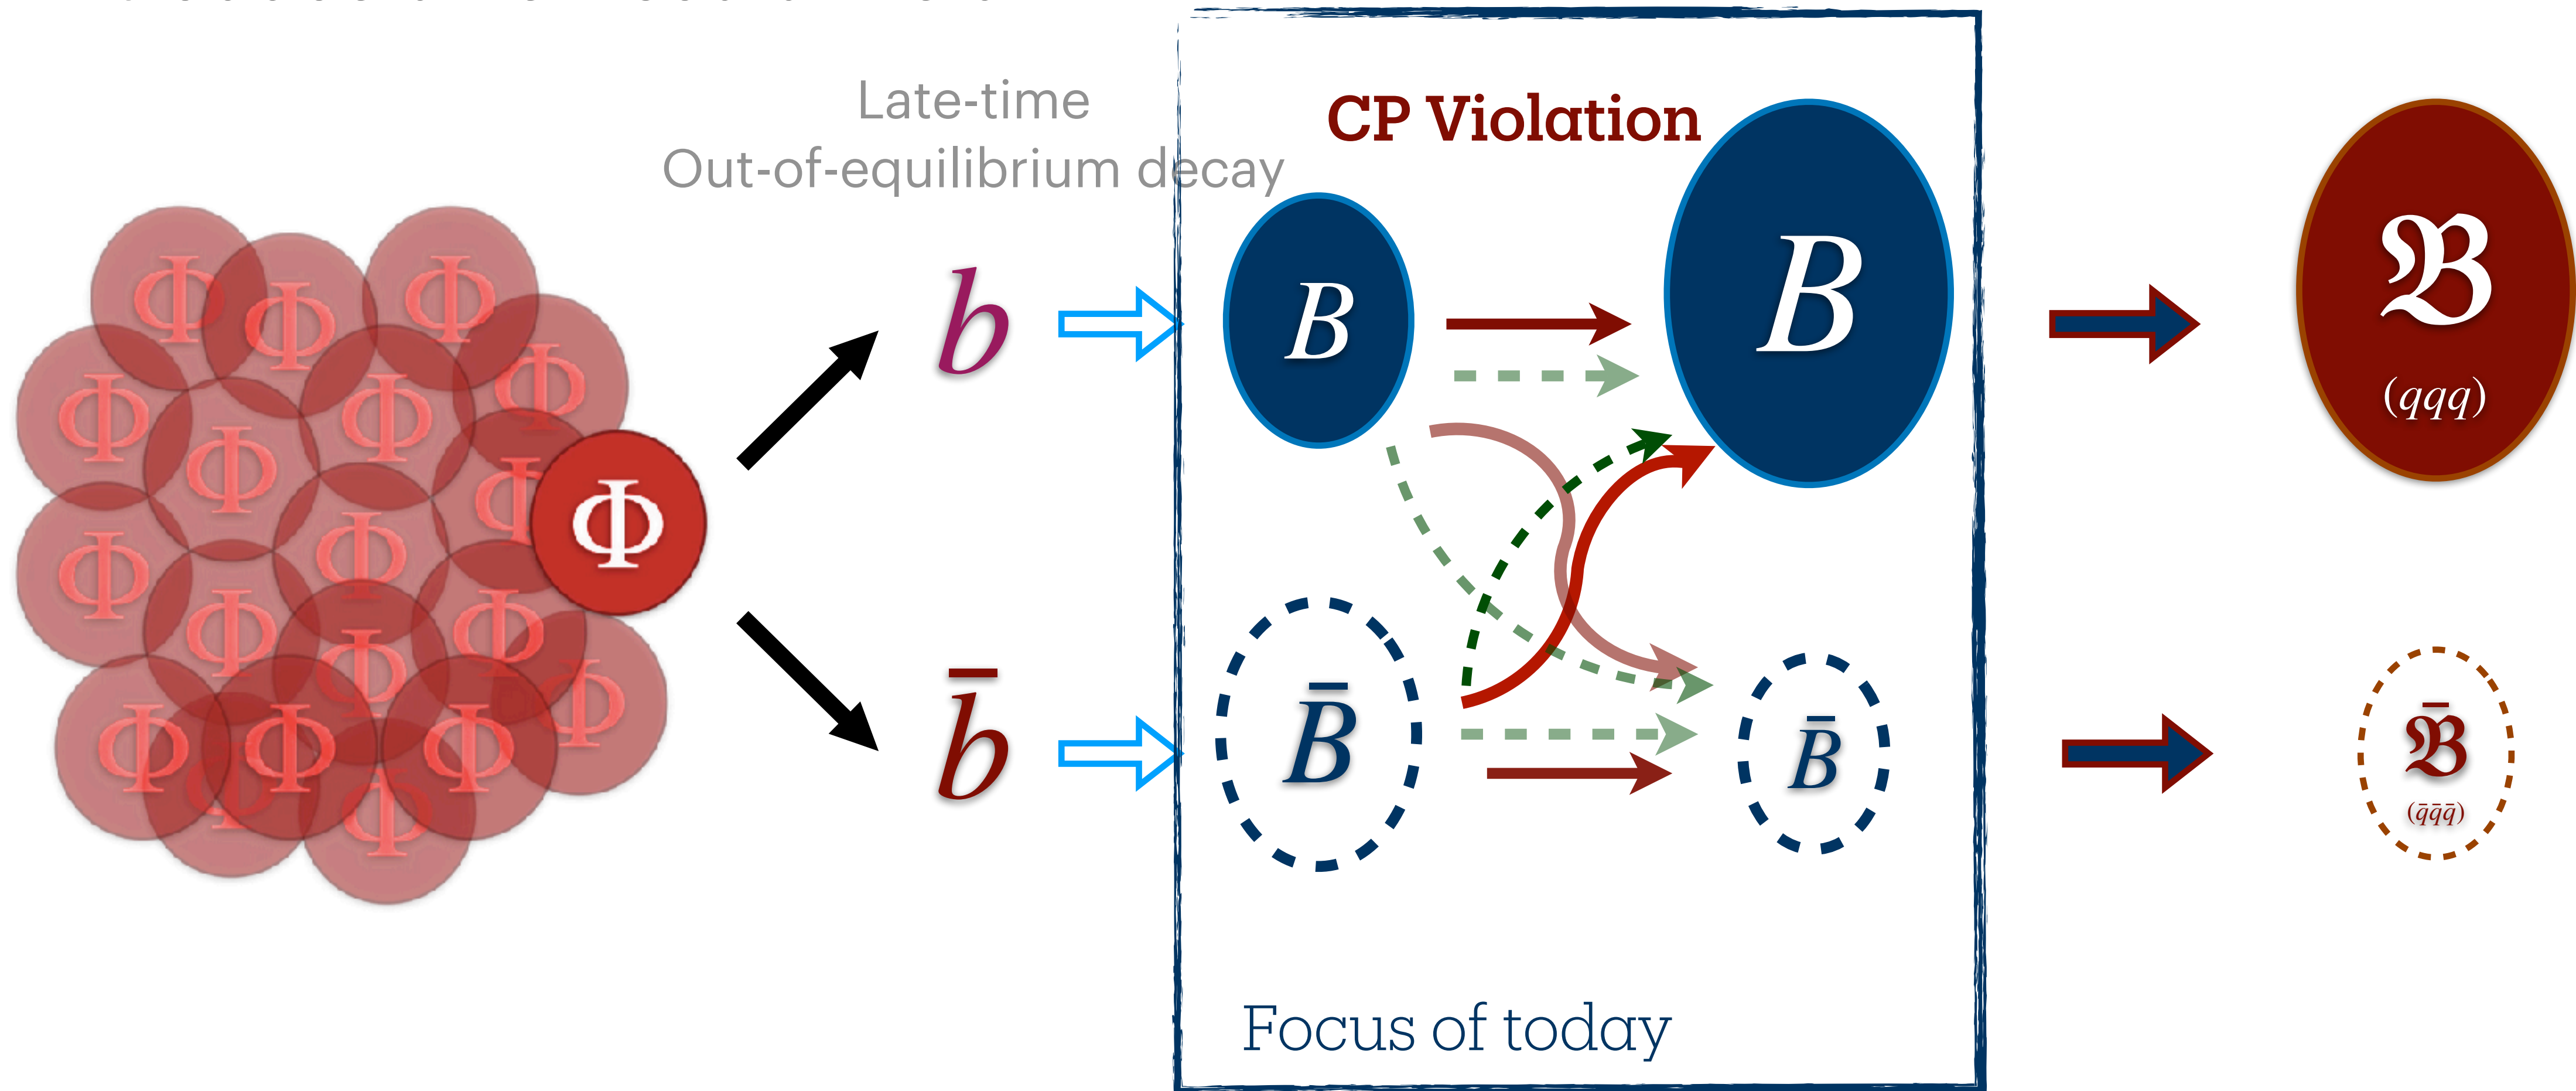 Late-time
Out-of-equilibrium decay
CP Violation
Φ Φ Φ
Φ Φ Φ
Φ Φ Φ
Φ Φ Φ
Φ Φ Φ
Φ Φ Φ Φ
Φ Φ
b
B
B
𝔅
(qqq)
b̄
B̄
B̄
𝔅̄
(q̄q̄q̄)
Focus of today